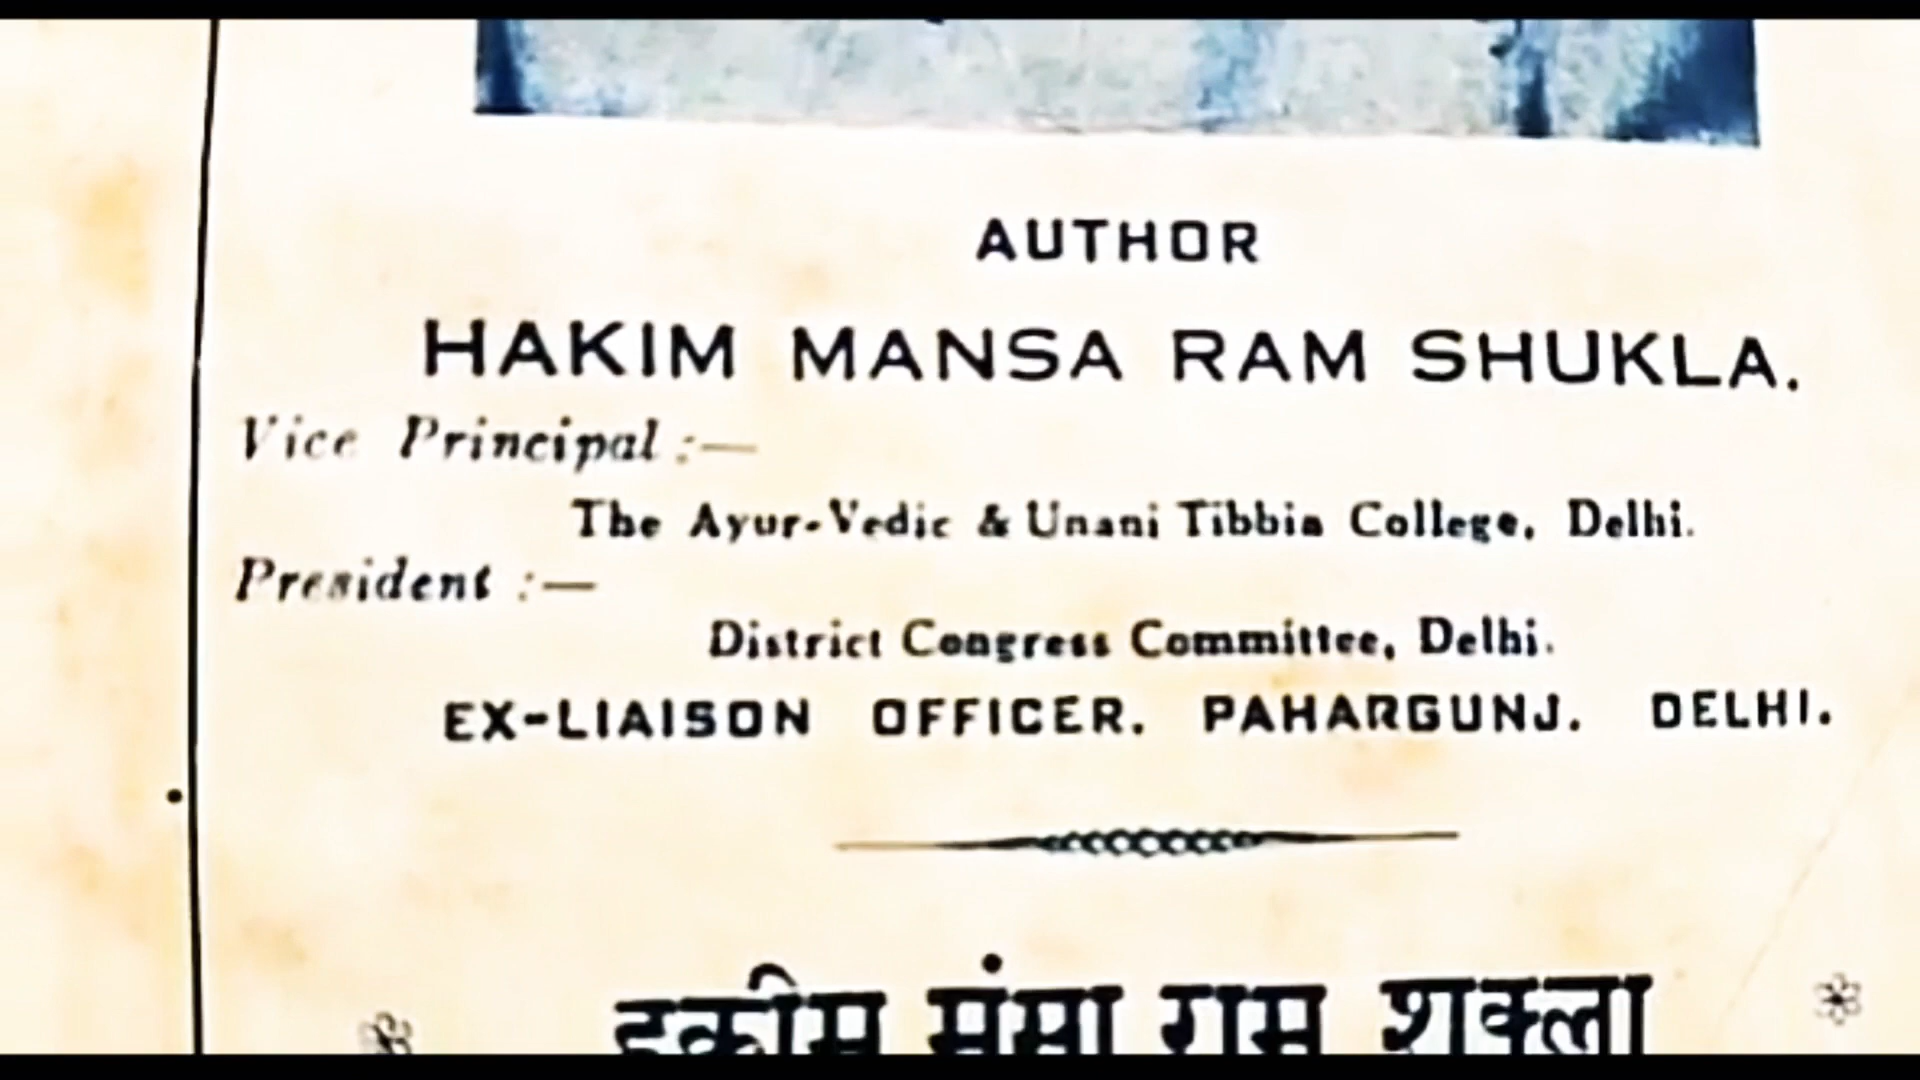 AUTHOR
HAKIM MANSA RAM SHUKLA.
Vice Principal :—
The Ayur-Vedic & Unani Tibbia College, Delhi.
President :—
District Congress Committee, Delhi.
EX-LIAISON OFFICER. PAHARGUNJ. DELHI.
हकीम मंसा राम शुक्ला